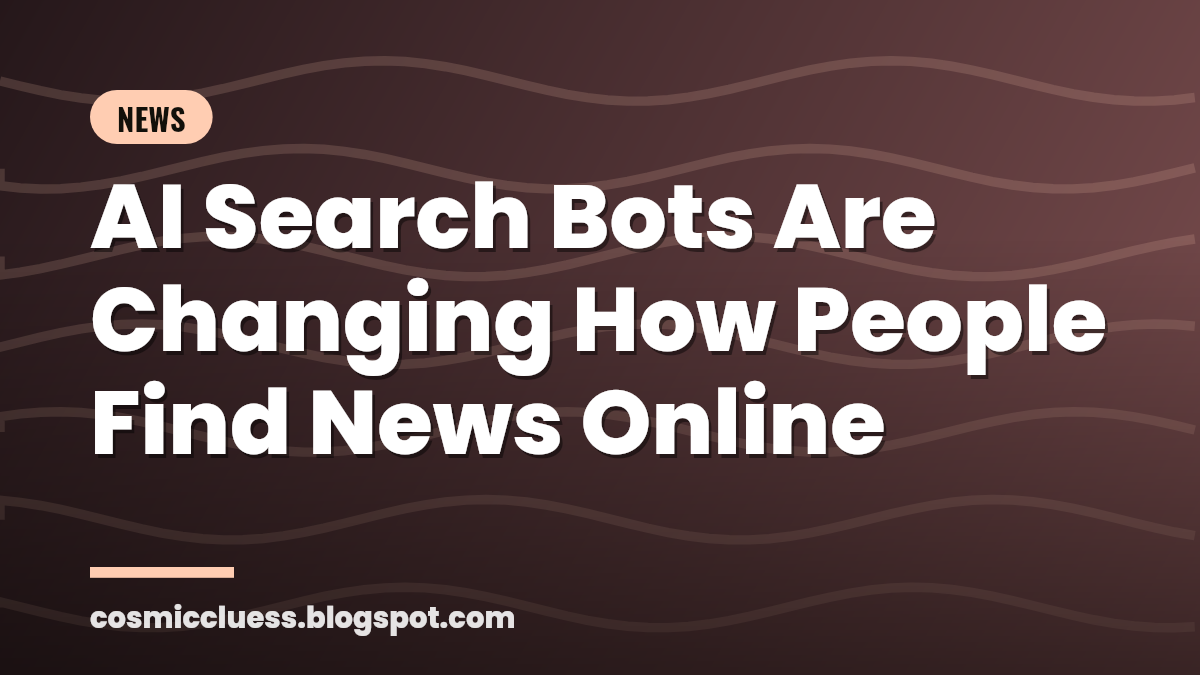 NEWS
AI Search Bots Are
Changing How People
Find News Online
cosmiccluess.blogspot.com